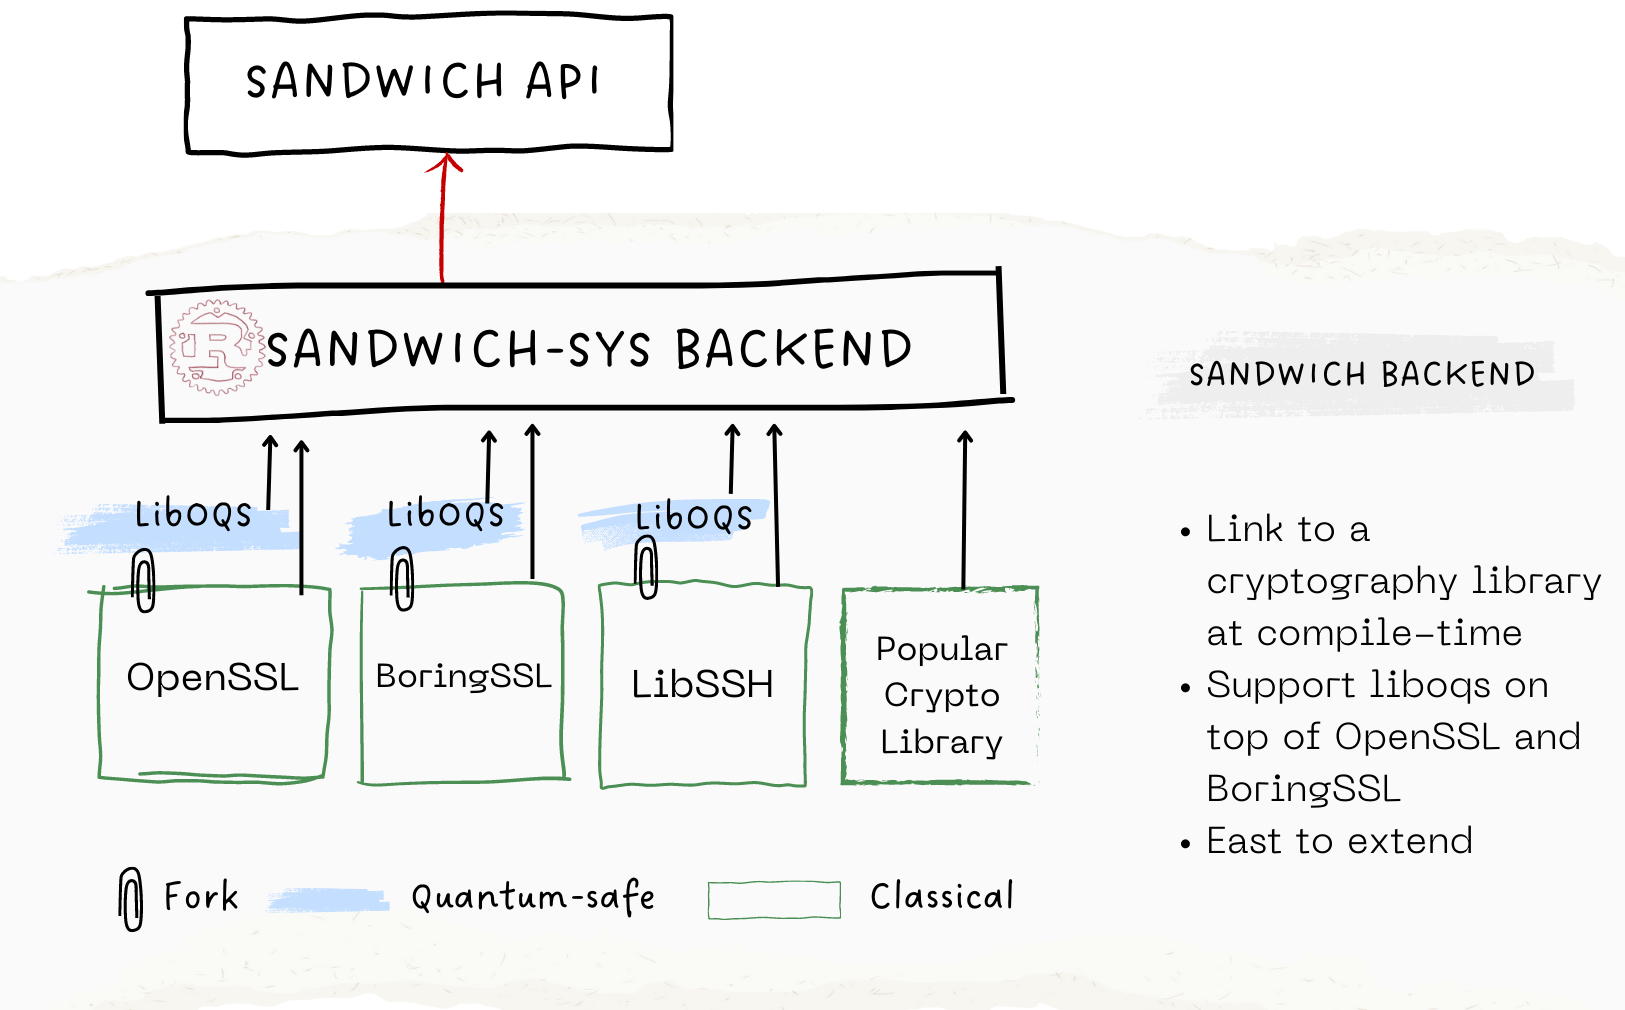 SANDWICH API
SANDWICH-SYS BACKEND
LibOQS
LibOQS
LibOQS
OpenSSL
BoringSSL
LibSSH
Popular
Crypto
Library
Fork
Quantum-safe
Classical
SANDWICH BACKEND
• Link to a
cryptography library
at compile-time
• Support liboqs on
top of OpenSSL and
BoringSSL
• East to extend